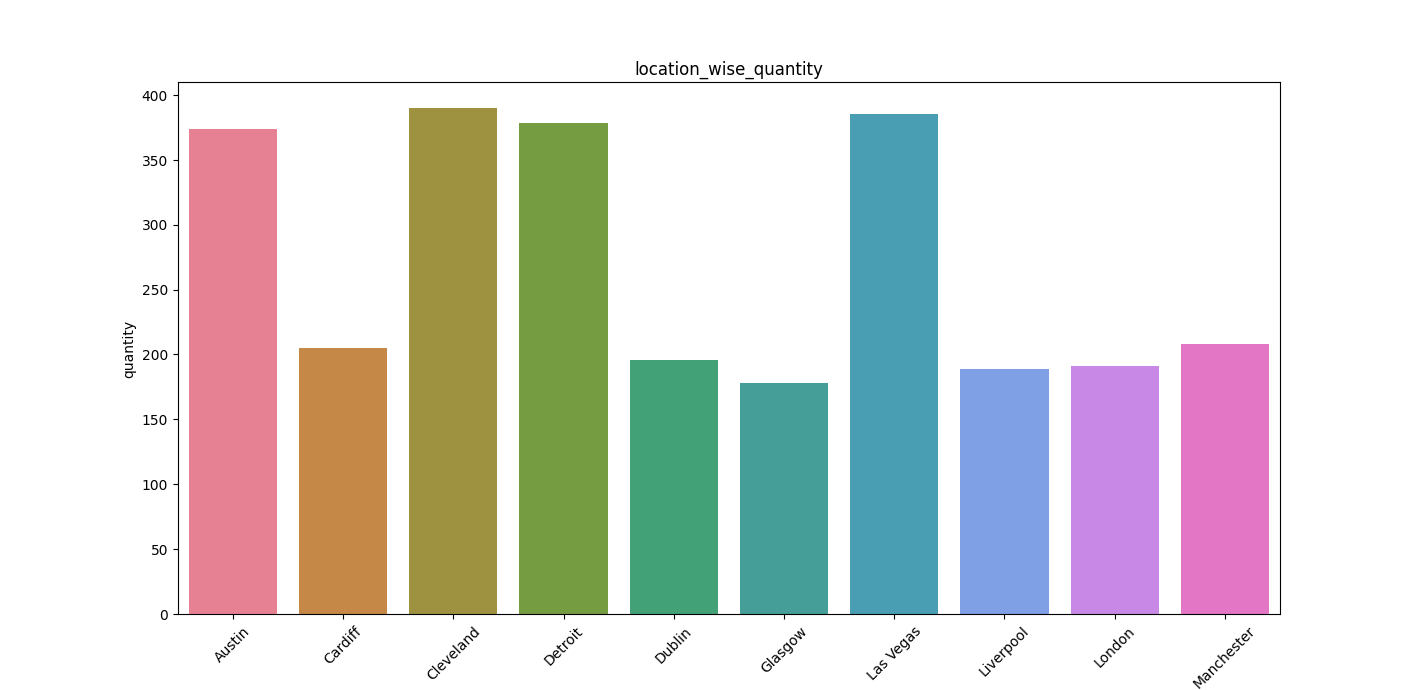 location_wise_quantity
quantity
400
350
300
250
200
150
100
50
0
Austin
Cardiff
Cleveland
Detroit
Dublin
Glasgow
Las Vegas
Liverpool
London
Manchester